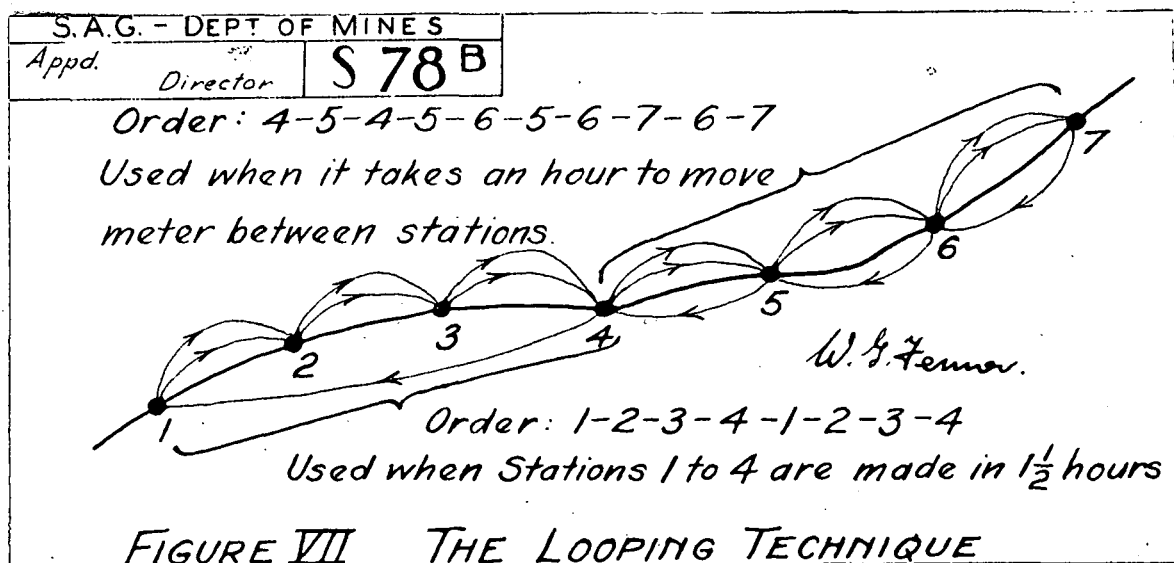 S.A.G. - DEPT OF MINES
Appd.
Director
S 78 B
Order: 4-5-4-5-6-5-6-7-6-7
Used when it takes an hour to move
meter between stations.
7
6
5
4
3
2
1
W. G. Fenner.
Order: 1-2-3-4-1-2-3-4
Used when Stations 1 to 4 are made in 1½ hours
FIGURE VII THE LOOPING TECHNIQUE